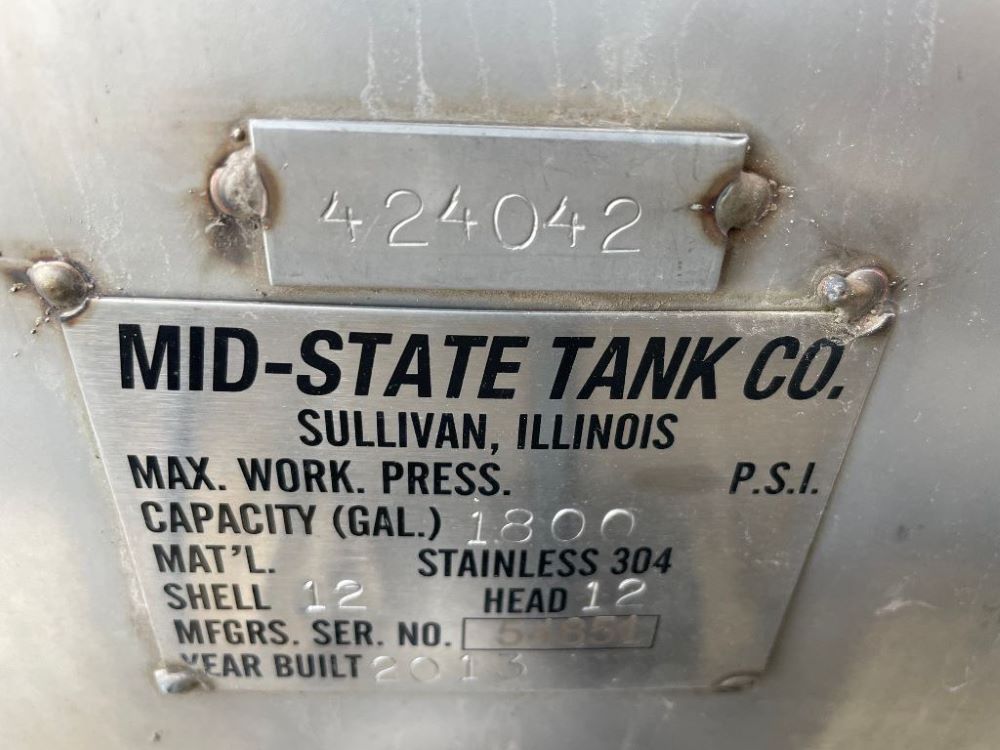 424042
MID-STATE TANK CO.
SULLIVAN, ILLINOIS
MAX. WORK. PRESS. P.S.I.
CAPACITY (GAL.) 1800
MAT'L. STAINLESS 304
SHELL 12 HEAD 12
MFGRS. SER. NO.
YEAR BUILT 2013